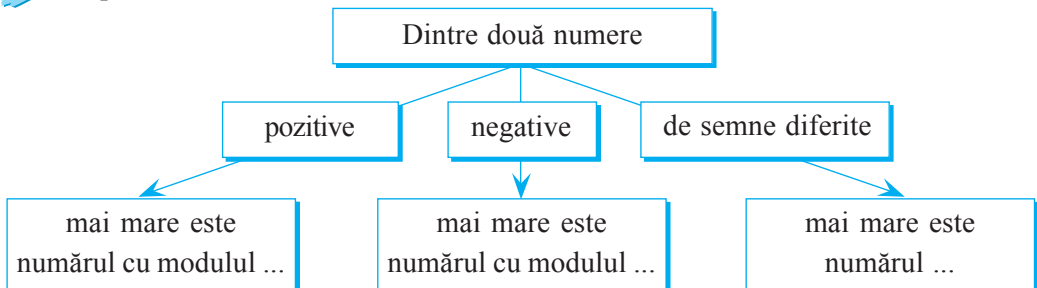 Dintre două numere
pozitive
negative
de semne diferite
mai mare este
numărul cu modulul ...
mai mare este
numărul cu modulul ...
mai mare este
numărul ...